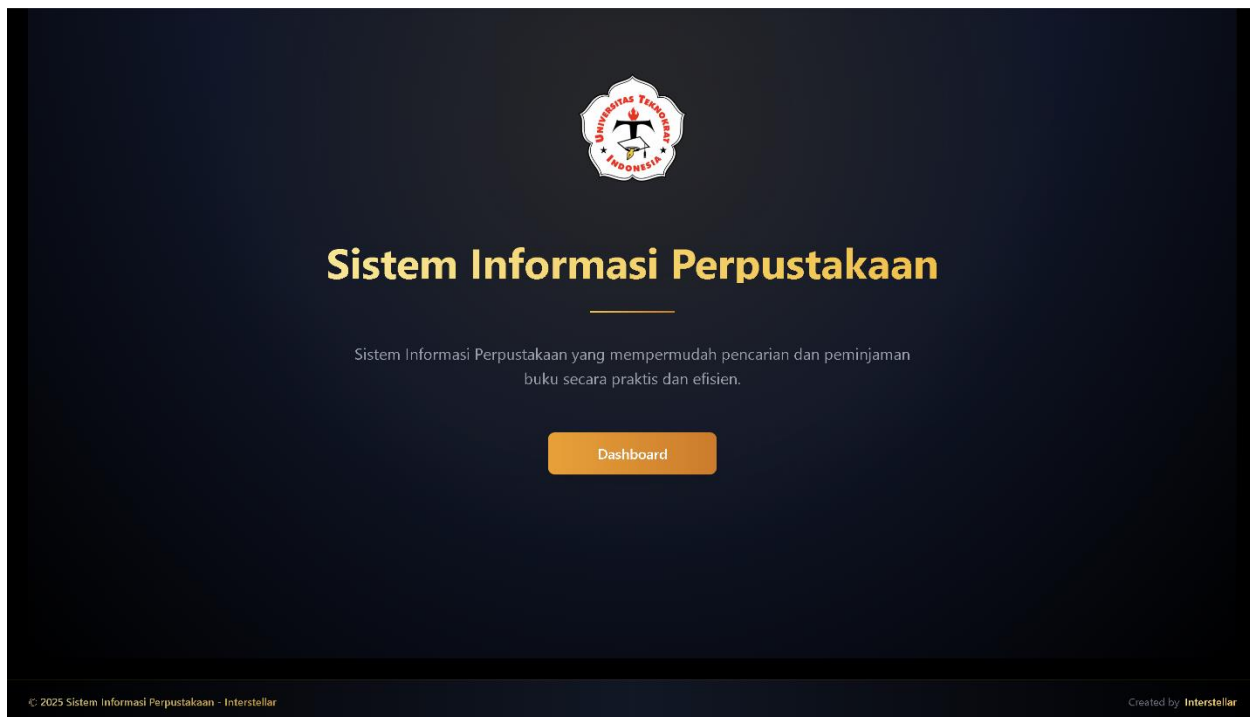 UNIVERSITAS TEKNOKRAT
INDONESIA
Sistem Informasi Perpustakaan
Sistem Informasi Perpustakaan yang mempermudah pencarian dan peminjaman
buku secara praktis dan efisien.
Dashboard
© 2025 Sistem Informasi Perpustakaan - Interstellar
Created by Interstellar